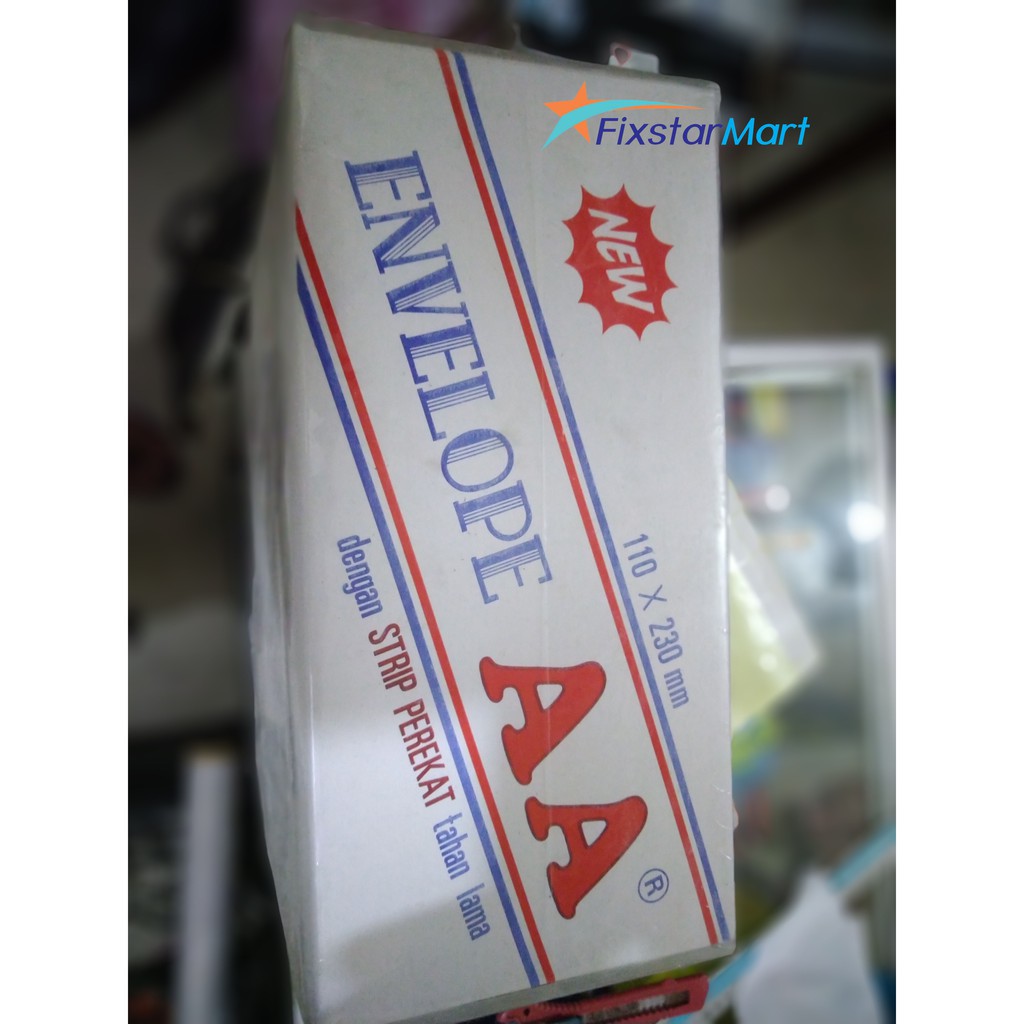 FixstarMart
NEW
110 X 230 mm
ENVELOPE AA®
dengan STRIP PEREKAT tahan lama